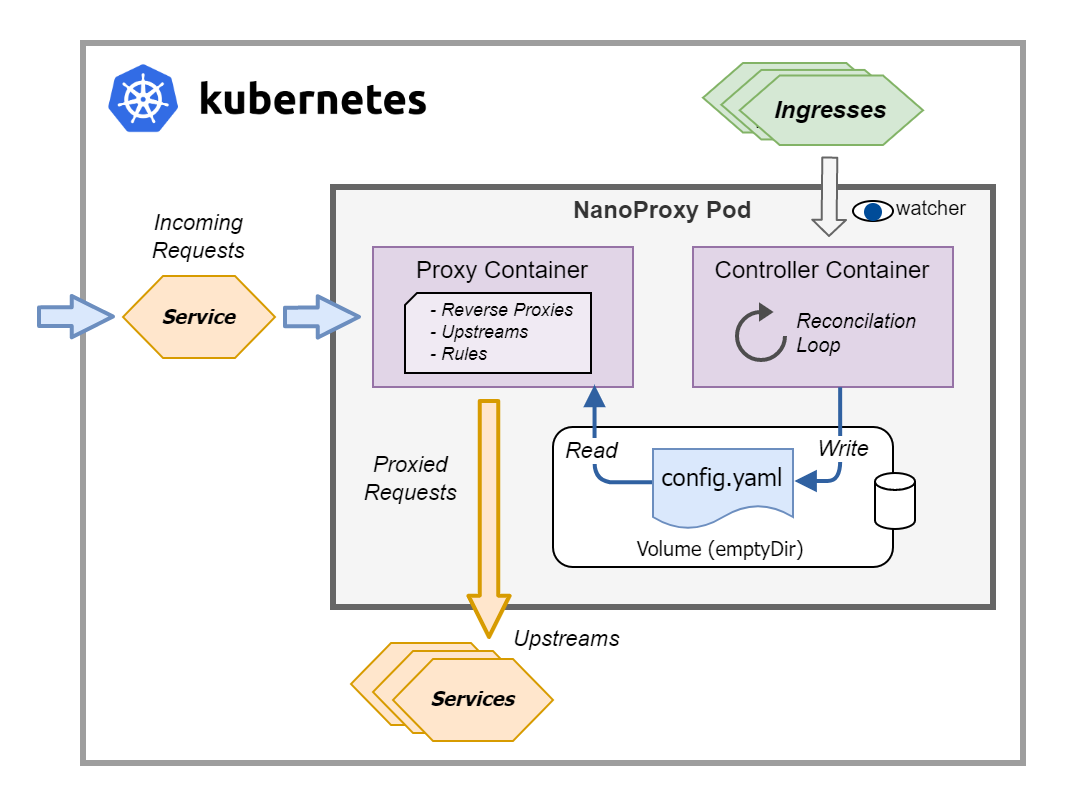 kubernetes
Ingresses
Incoming
Requests
Service
NanoProxy Pod
watcher
Proxy Container
- Reverse Proxies
- Upstreams
- Rules
Controller Container
Reconcilation
Loop
Proxied
Requests
Read
Write
config.yaml
Volume (emptyDir)
Upstreams
Services